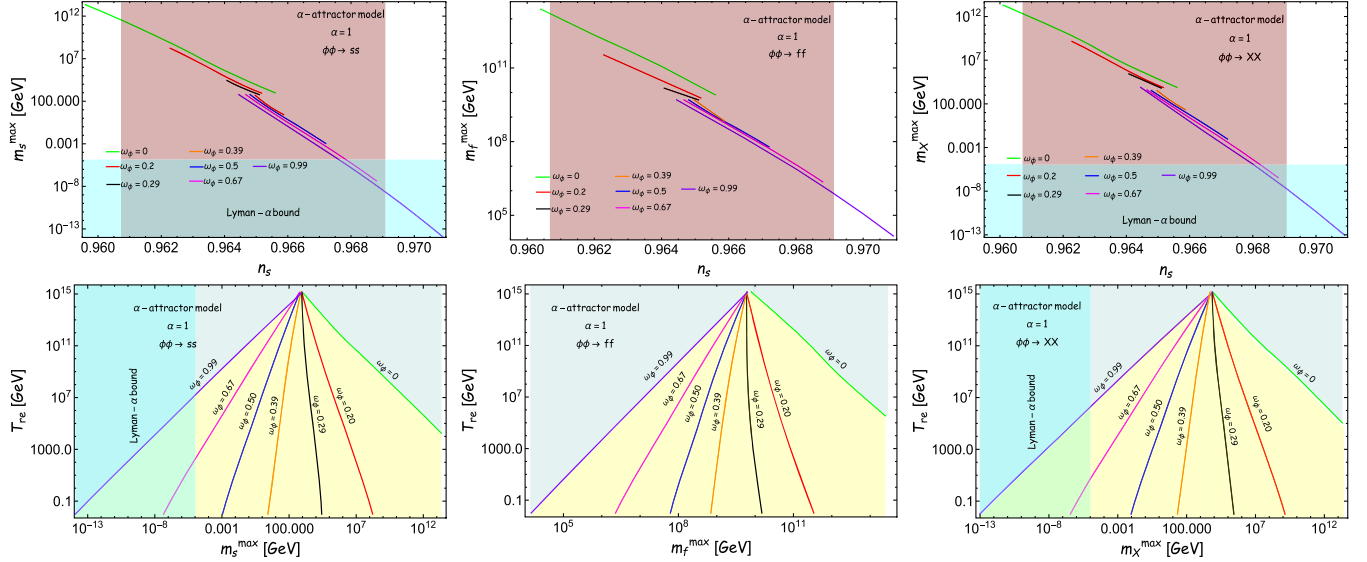 α-attractor model
α = 1
ϕϕ → ss
10^12
10^7
100.000
0.001
10^-8
10^-13
m_s^max [GeV]
ω_ϕ = 0
ω_ϕ = 0.2
ω_ϕ = 0.29
ω_ϕ = 0.39
ω_ϕ = 0.5
ω_ϕ = 0.67
ω_ϕ = 0.99
Lyman-α bound
0.960 0.962 0.964 0.966 0.968 0.970
n_s
α-attractor model
α = 1
ϕϕ → ff
10^11
10^8
10^5
m_f^max [GeV]
ω_ϕ = 0
ω_ϕ = 0.2
ω_ϕ = 0.29
ω_ϕ = 0.39
ω_ϕ = 0.5
ω_ϕ = 0.67
ω_ϕ = 0.99
0.960 0.962 0.964 0.966 0.968 0.970
n_s
α-attractor model
α = 1
ϕϕ → XX
10^12
10^7
100.000
0.001
10^-8
10^-13
m_X^max [GeV]
ω_ϕ = 0
ω_ϕ = 0.2
ω_ϕ = 0.29
ω_ϕ = 0.39
ω_ϕ = 0.5
ω_ϕ = 0.67
ω_ϕ = 0.99
Lyman-α bound
0.960 0.962 0.964 0.966 0.968 0.970
n_s
α-attractor model
α = 1
ϕϕ → ss
10^15
10^11
10^7
1000.0
0.1
T_re [GeV]
Lyman-α bound
ω_ϕ = 0.99
ω_ϕ = 0.67
ω_ϕ = 0.50
ω_ϕ = 0.39
ω_ϕ = 0.29
ω_ϕ = 0.20
ω_ϕ = 0
10^-13 10^-8 0.001 100.000 10^7 10^12
m_s^max [GeV]
α-attractor model
α = 1
ϕϕ → ff
10^15
10^11
10^7
1000.0
0.1
T_re [GeV]
ω_ϕ = 0.99
ω_ϕ = 0.67
ω_ϕ = 0.50
ω_ϕ = 0.39
ω_ϕ = 0.29
ω_ϕ = 0.20
ω_ϕ = 0
10^5 10^8 10^11
m_f^max [GeV]
α-attractor model
α = 1
ϕϕ → XX
10^15
10^11
10^7
1000.0
0.1
T_re [GeV]
Lyman-α bound
ω_ϕ = 0.99
ω_ϕ = 0.67
ω_ϕ = 0.50
ω_ϕ = 0.39
ω_ϕ = 0.29
ω_ϕ = 0.20
ω_ϕ = 0
10^-13 10^-8 0.001 100.000 10^7 10^12
m_X^max [GeV]